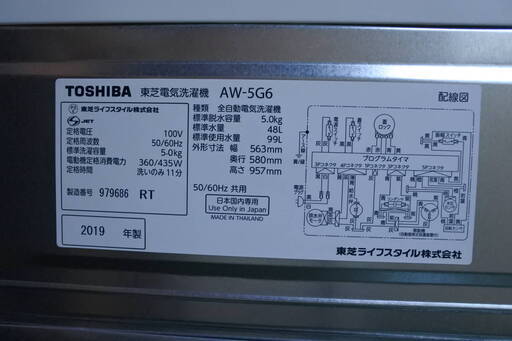 TOSHIBA 東芝電気洗濯機 AW-5G6
配線図
PS E
JET
東芝ライフスタイル株式会社
定格電圧 100V
定格周波数 50/60Hz
標準洗濯容量 5.0kg
電動機定格消費電力 360/435W
定格時間 洗いのみ 11分
製造番号 979686 RT
2019 年製
種類 全自動電気洗濯機
標準脱水容量 5.0kg
標準水量 48L
標準使用水量 99L
外形寸法 幅 563mm
奥行 580mm
高さ 957mm
50/60Hz 共用
日本国内専用
Use Only in Japan
MADE IN THAILAND
ロック
プログラムタイマ
東芝ライフスタイル株式会社